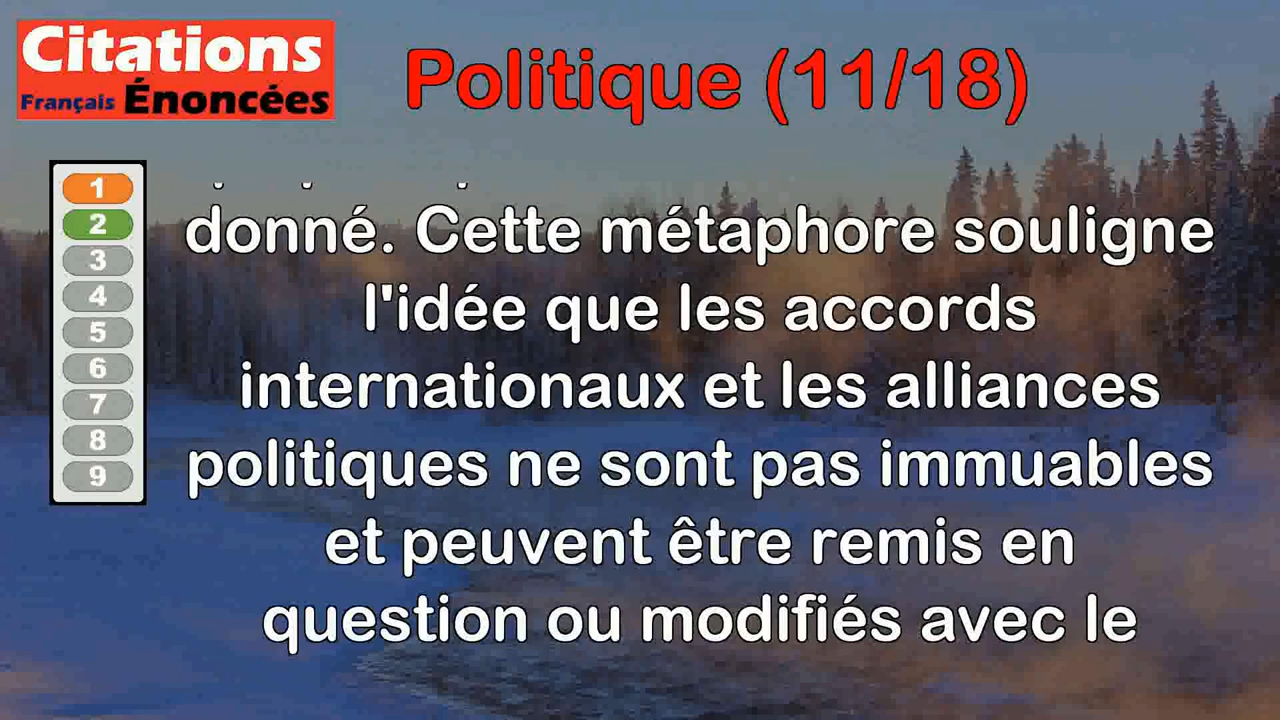 Citations
Français Énoncées
Politique (11/18)
1
2
3
4
5
6
7
8
9
donné. Cette métaphore souligne
l'idée que les accords
internationaux et les alliances
politiques ne sont pas immuables
et peuvent être remis en
question ou modifiés avec le